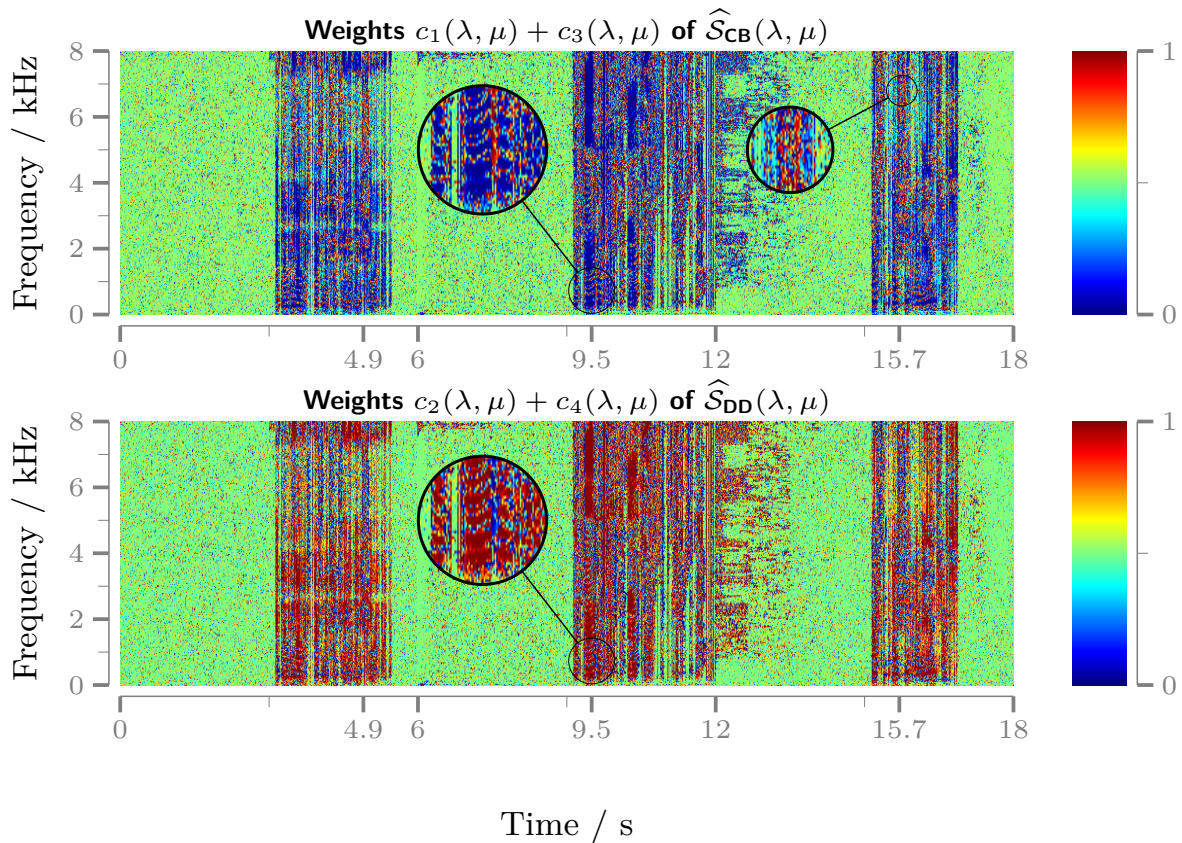 Weights c₁(λ, μ) + c₃(λ, μ) of Ŝ_CB(λ, μ)
Frequency / kHz
8
6
4
2
0
0 4.9 6 9.5 12 15.7 18
1
0
Weights c₂(λ, μ) + c₄(λ, μ) of Ŝ_DD(λ, μ)
Frequency / kHz
8
6
4
2
0
0 4.9 6 9.5 12 15.7 18
1
0
Time / s